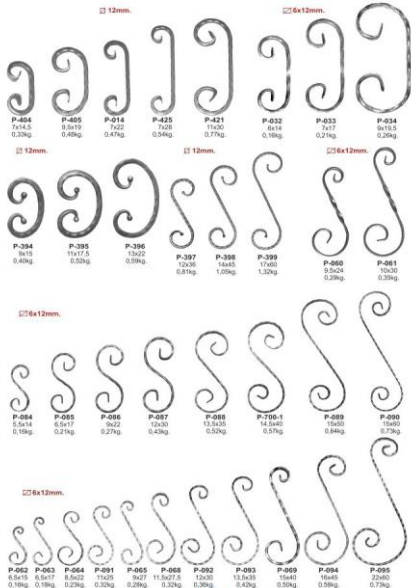 12mm.
6x12mm.
P-404 P-405 P-014 P-425 P-421 P-032 P-033 P-034
7x14,5 9,5x19 7x22 7x28 11x30 6x14 7x17 9x19,5
0,33kg. 0,48kg. 0,47kg. 0,54kg. 0,77kg. 0,16kg. 0,21kg. 0,26kg.
12mm.
12mm.
6x12mm.
P-394 P-395 P-396 P-397 P-398 P-399 P-060 P-061
9x15 11x17,5 13x22 12x36 14x45 17x60 9,5x24 10x30
0,40kg. 0,52kg. 0,59kg. 0,81kg. 1,05kg. 1,32kg. 0,29kg. 0,35kg.
6x12mm.
P-084 P-085 P-086 P-087 P-088 P-700-1 P-089 P-090
5,5x14 6,5x17 9x22 12x30 13,5x35 14,5x40 15x50 15x60
0,16kg. 0,21kg. 0,27kg. 0,43kg. 0,52kg. 0,57kg. 0,64kg. 0,73kg.
6x12mm.
P-062 P-063 P-064 P-091 P-065 P-068 P-092 P-093 P-069 P-094 P-095
6,5x15 6,5x17 8,5x22 11x25 9x27 11,5x27,5 12x30 13,5x35 15x40 16x45 22x60
0,16kg. 0,18kg. 0,23kg. 0,32kg. 0,28kg. 0,32kg. 0,36kg. 0,42kg. 0,50kg. 0,58kg. 0,73kg.